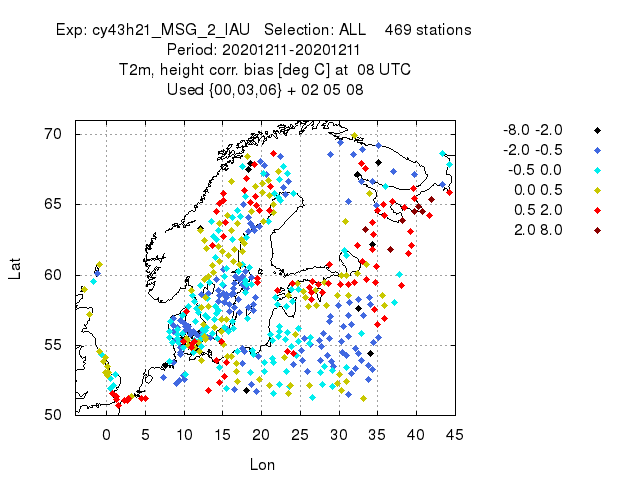 Exp: cy43h21_MSG_2_IAU   Selection: ALL    469 stations
Period: 20201211-20201211
T2m, height corr. bias [deg C] at  08 UTC
Used {00,03,06} + 02 05 08
70
65
60
55
50
Lat
0 5 10 15 20 25 30 35 40 45
Lon
-8.0 -2.0
-2.0 -0.5
-0.5 0.0
0.0 0.5
0.5 2.0
2.0 8.0